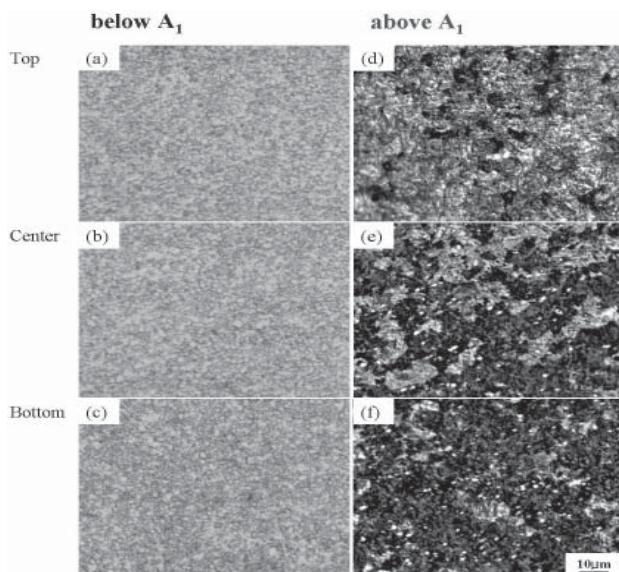 below A1 above A1
Top (a) (d)
Center (b) (e)
Bottom (c) (f)
10μm